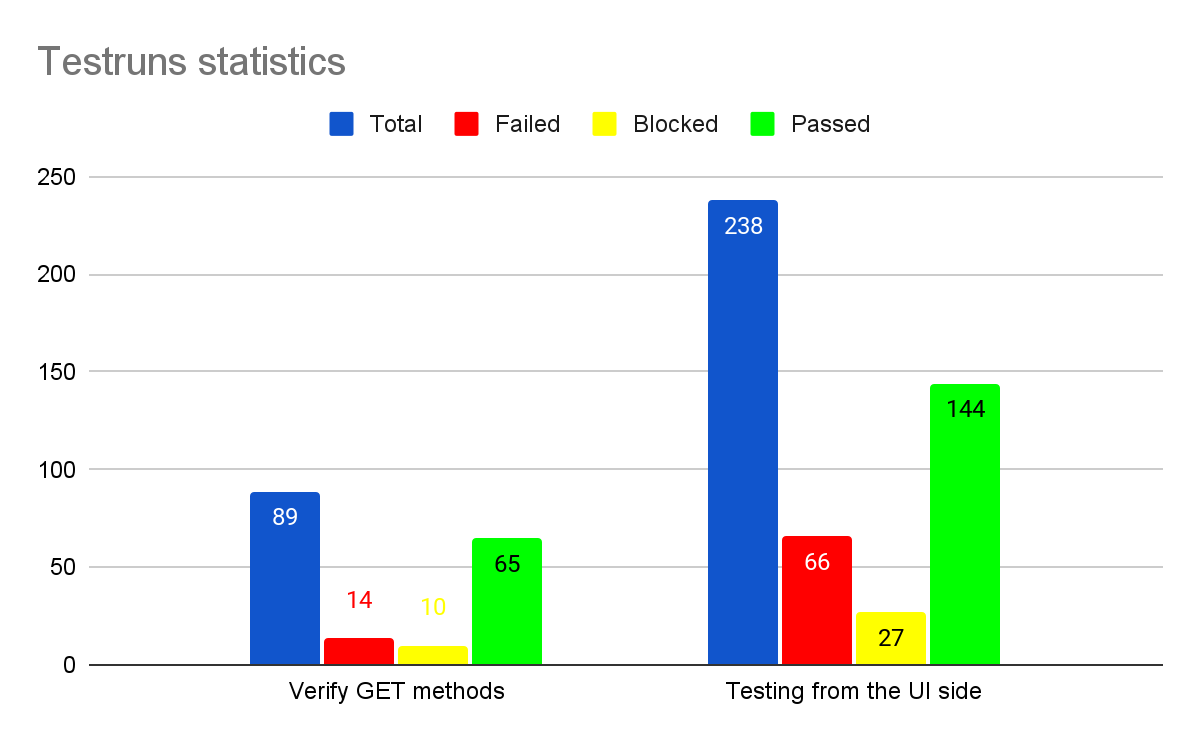 Testruns statistics
Total Failed Blocked Passed
250
200
150
100
50
0
89 14 10 65
238 66 27 144
Verify GET methods Testing from the UI side